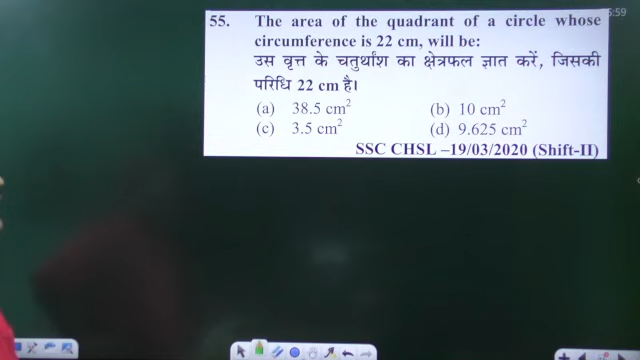 5:59
55. The area of the quadrant of a circle whose
circumference is 22 cm, will be:
उस वृत्त के चतुर्थांश का क्षेत्रफल ज्ञात करें, जिसकी
परिधि 22 cm है।
(a) 38.5 cm² (b) 10 cm²
(c) 3.5 cm² (d) 9.625 cm²
SSC CHSL –19/03/2020 (Shift-II)